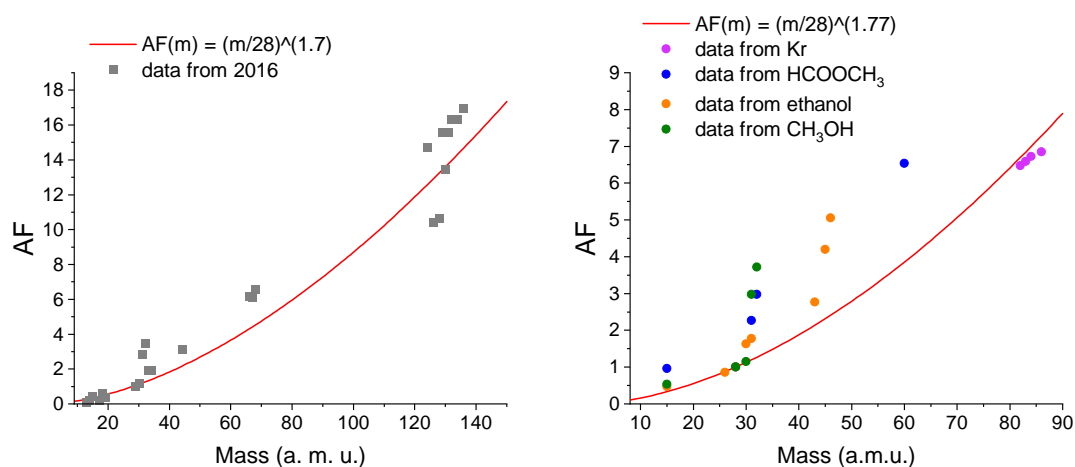 AF(m) = (m/28)^(1.7)
data from 2016
18
16
14
12
10
8
6
4
2
0
AF
20 40 60 80 100 120 140
Mass (a. m. u.)
AF(m) = (m/28)^(1.77)
data from Kr
data from HCOOCH₃
data from ethanol
data from CH₃OH
9
8
7
6
5
4
3
2
1
0
AF
10 20 30 40 50 60 70 80 90
Mass (a.m.u.)